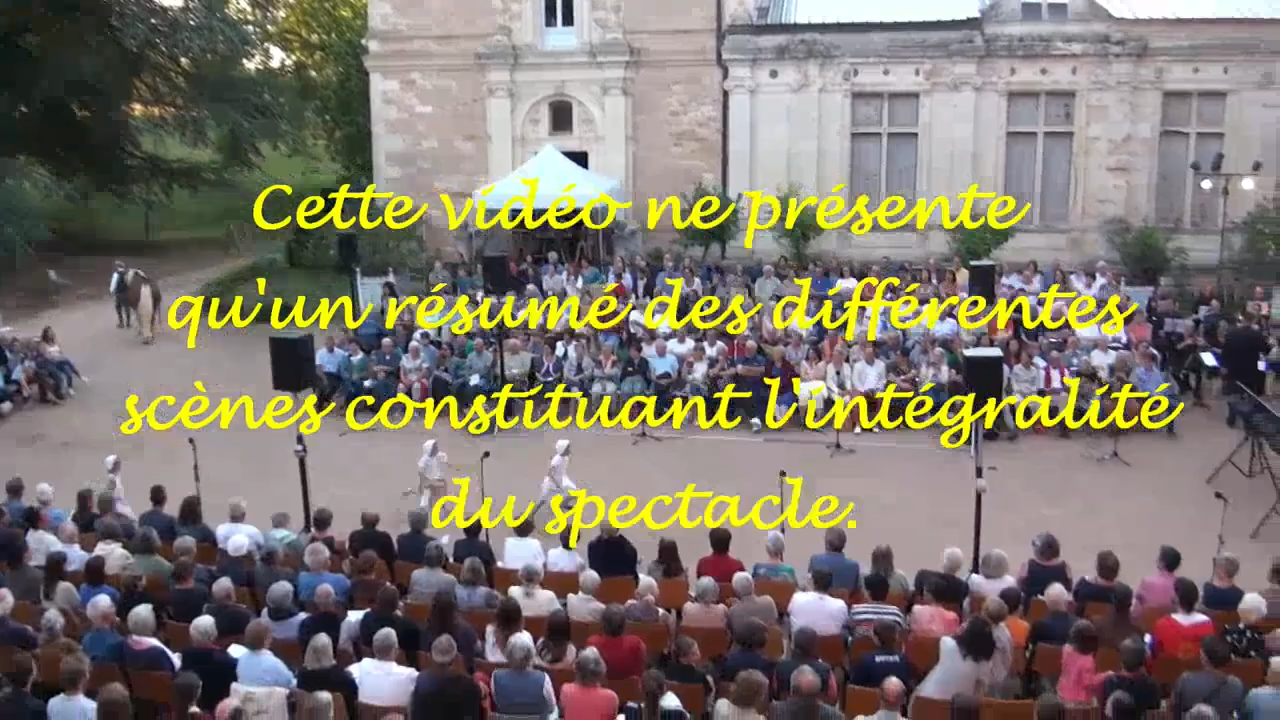 Cette vidéo ne présente
qu'un résumé des différentes
scènes constituant l'intégralité
du spectacle.